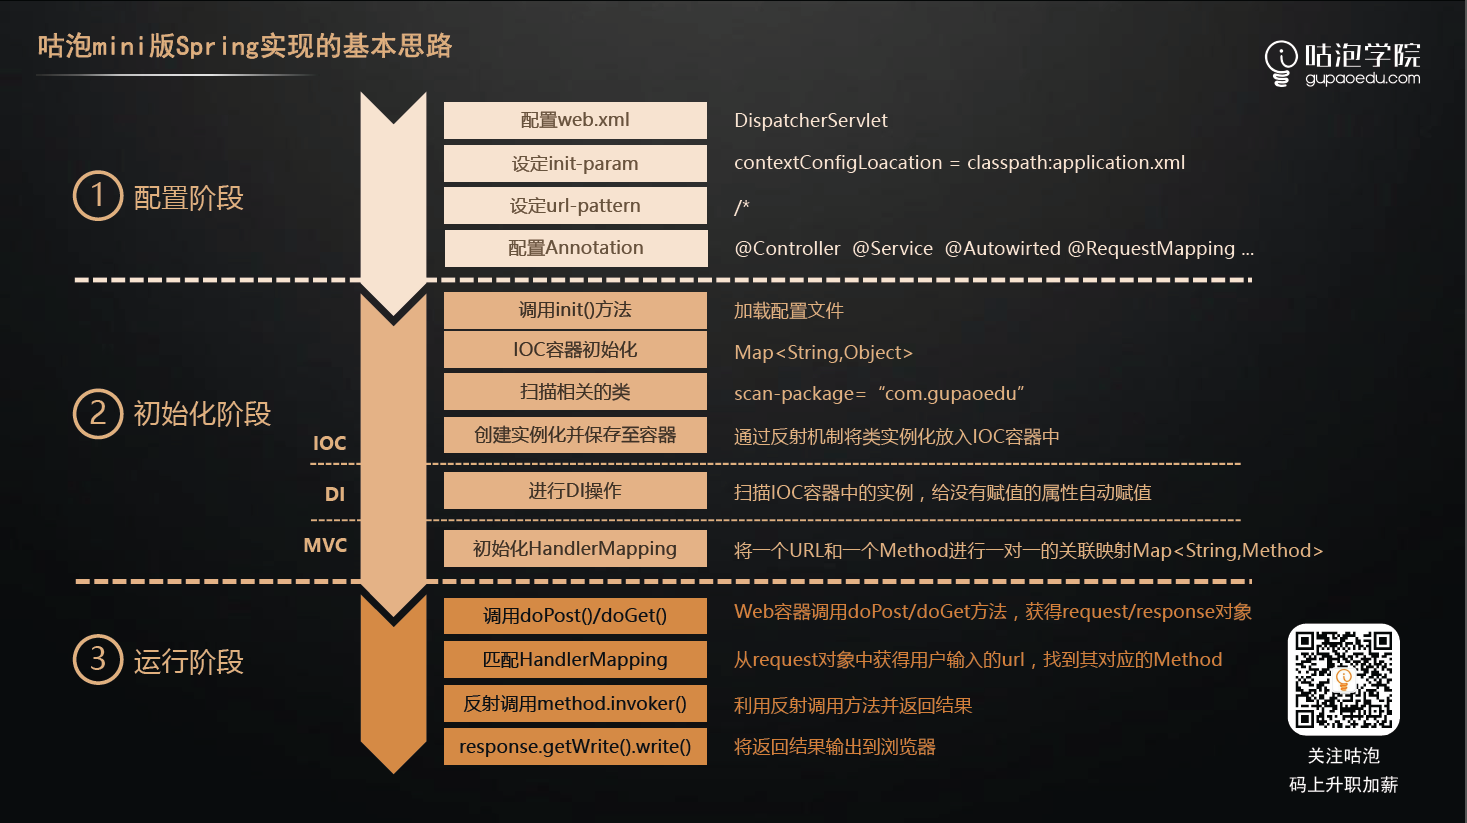 咕泡mini版Spring实现的基本思路
咕泡学院
gupaoedu.com
① 配置阶段
配置web.xml DispatcherServlet
设定init-param contextConfigLoacation = classpath:application.xml
设定url-pattern /*
配置Annotation @Controller @Service @Autowirted @RequestMapping ...
② 初始化阶段
调用init()方法 加载配置文件
IOC容器初始化 Map<String,Object>
扫描相关的类 scan-package=“com.gupaoedu”
IOC 创建实例化并保存至容器 通过反射机制将类实例化放入IOC容器中
DI 进行DI操作 扫描IOC容器中的实例，给没有赋值的属性自动赋值
MVC 初始化HandlerMapping 将一个URL和一个Method进行一对一的关联映射Map<String,Method>
③ 运行阶段
调用doPost()/doGet() Web容器调用doPost/doGet方法，获得request/response对象
匹配HandlerMapping 从request对象中获得用户输入的url，找到其对应的Method
反射调用method.invoker() 利用反射调用方法并返回结果
response.getWrite().write() 将返回结果输出到浏览器
关注咕泡
码上升职加薪